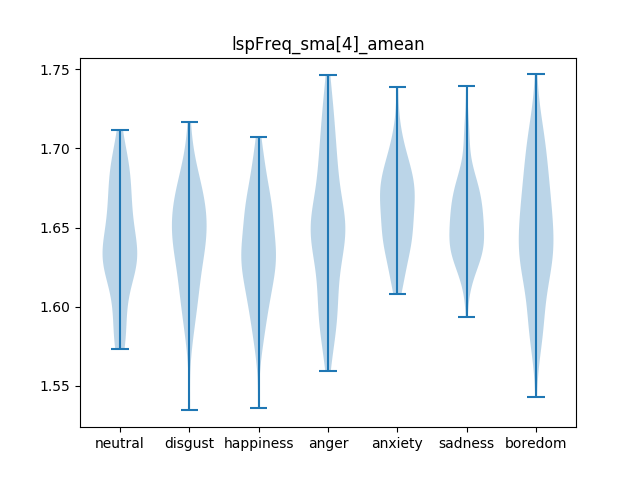 lspFreq_sma[4]_amean
1.75
1.70
1.65
1.60
1.55
neutral disgust happiness anger anxiety sadness boredom